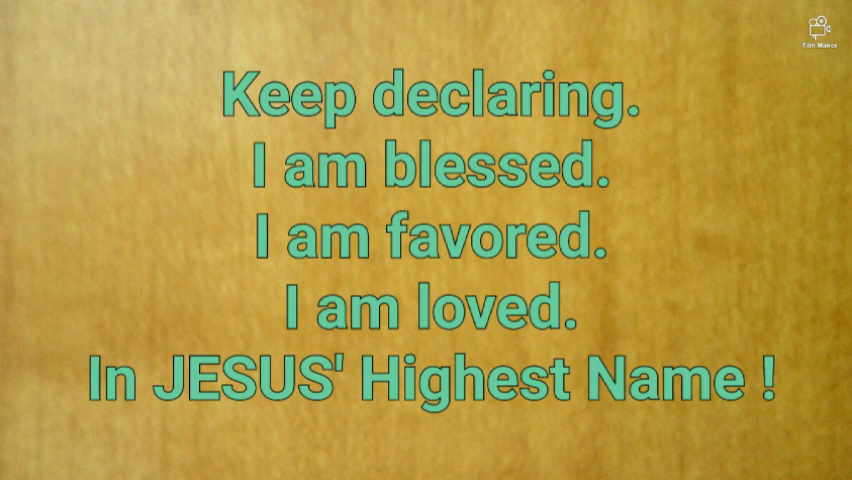 Film Maker
Keep declaring.
I am blessed.
I am favored.
I am loved.
In JESUS' Highest Name !